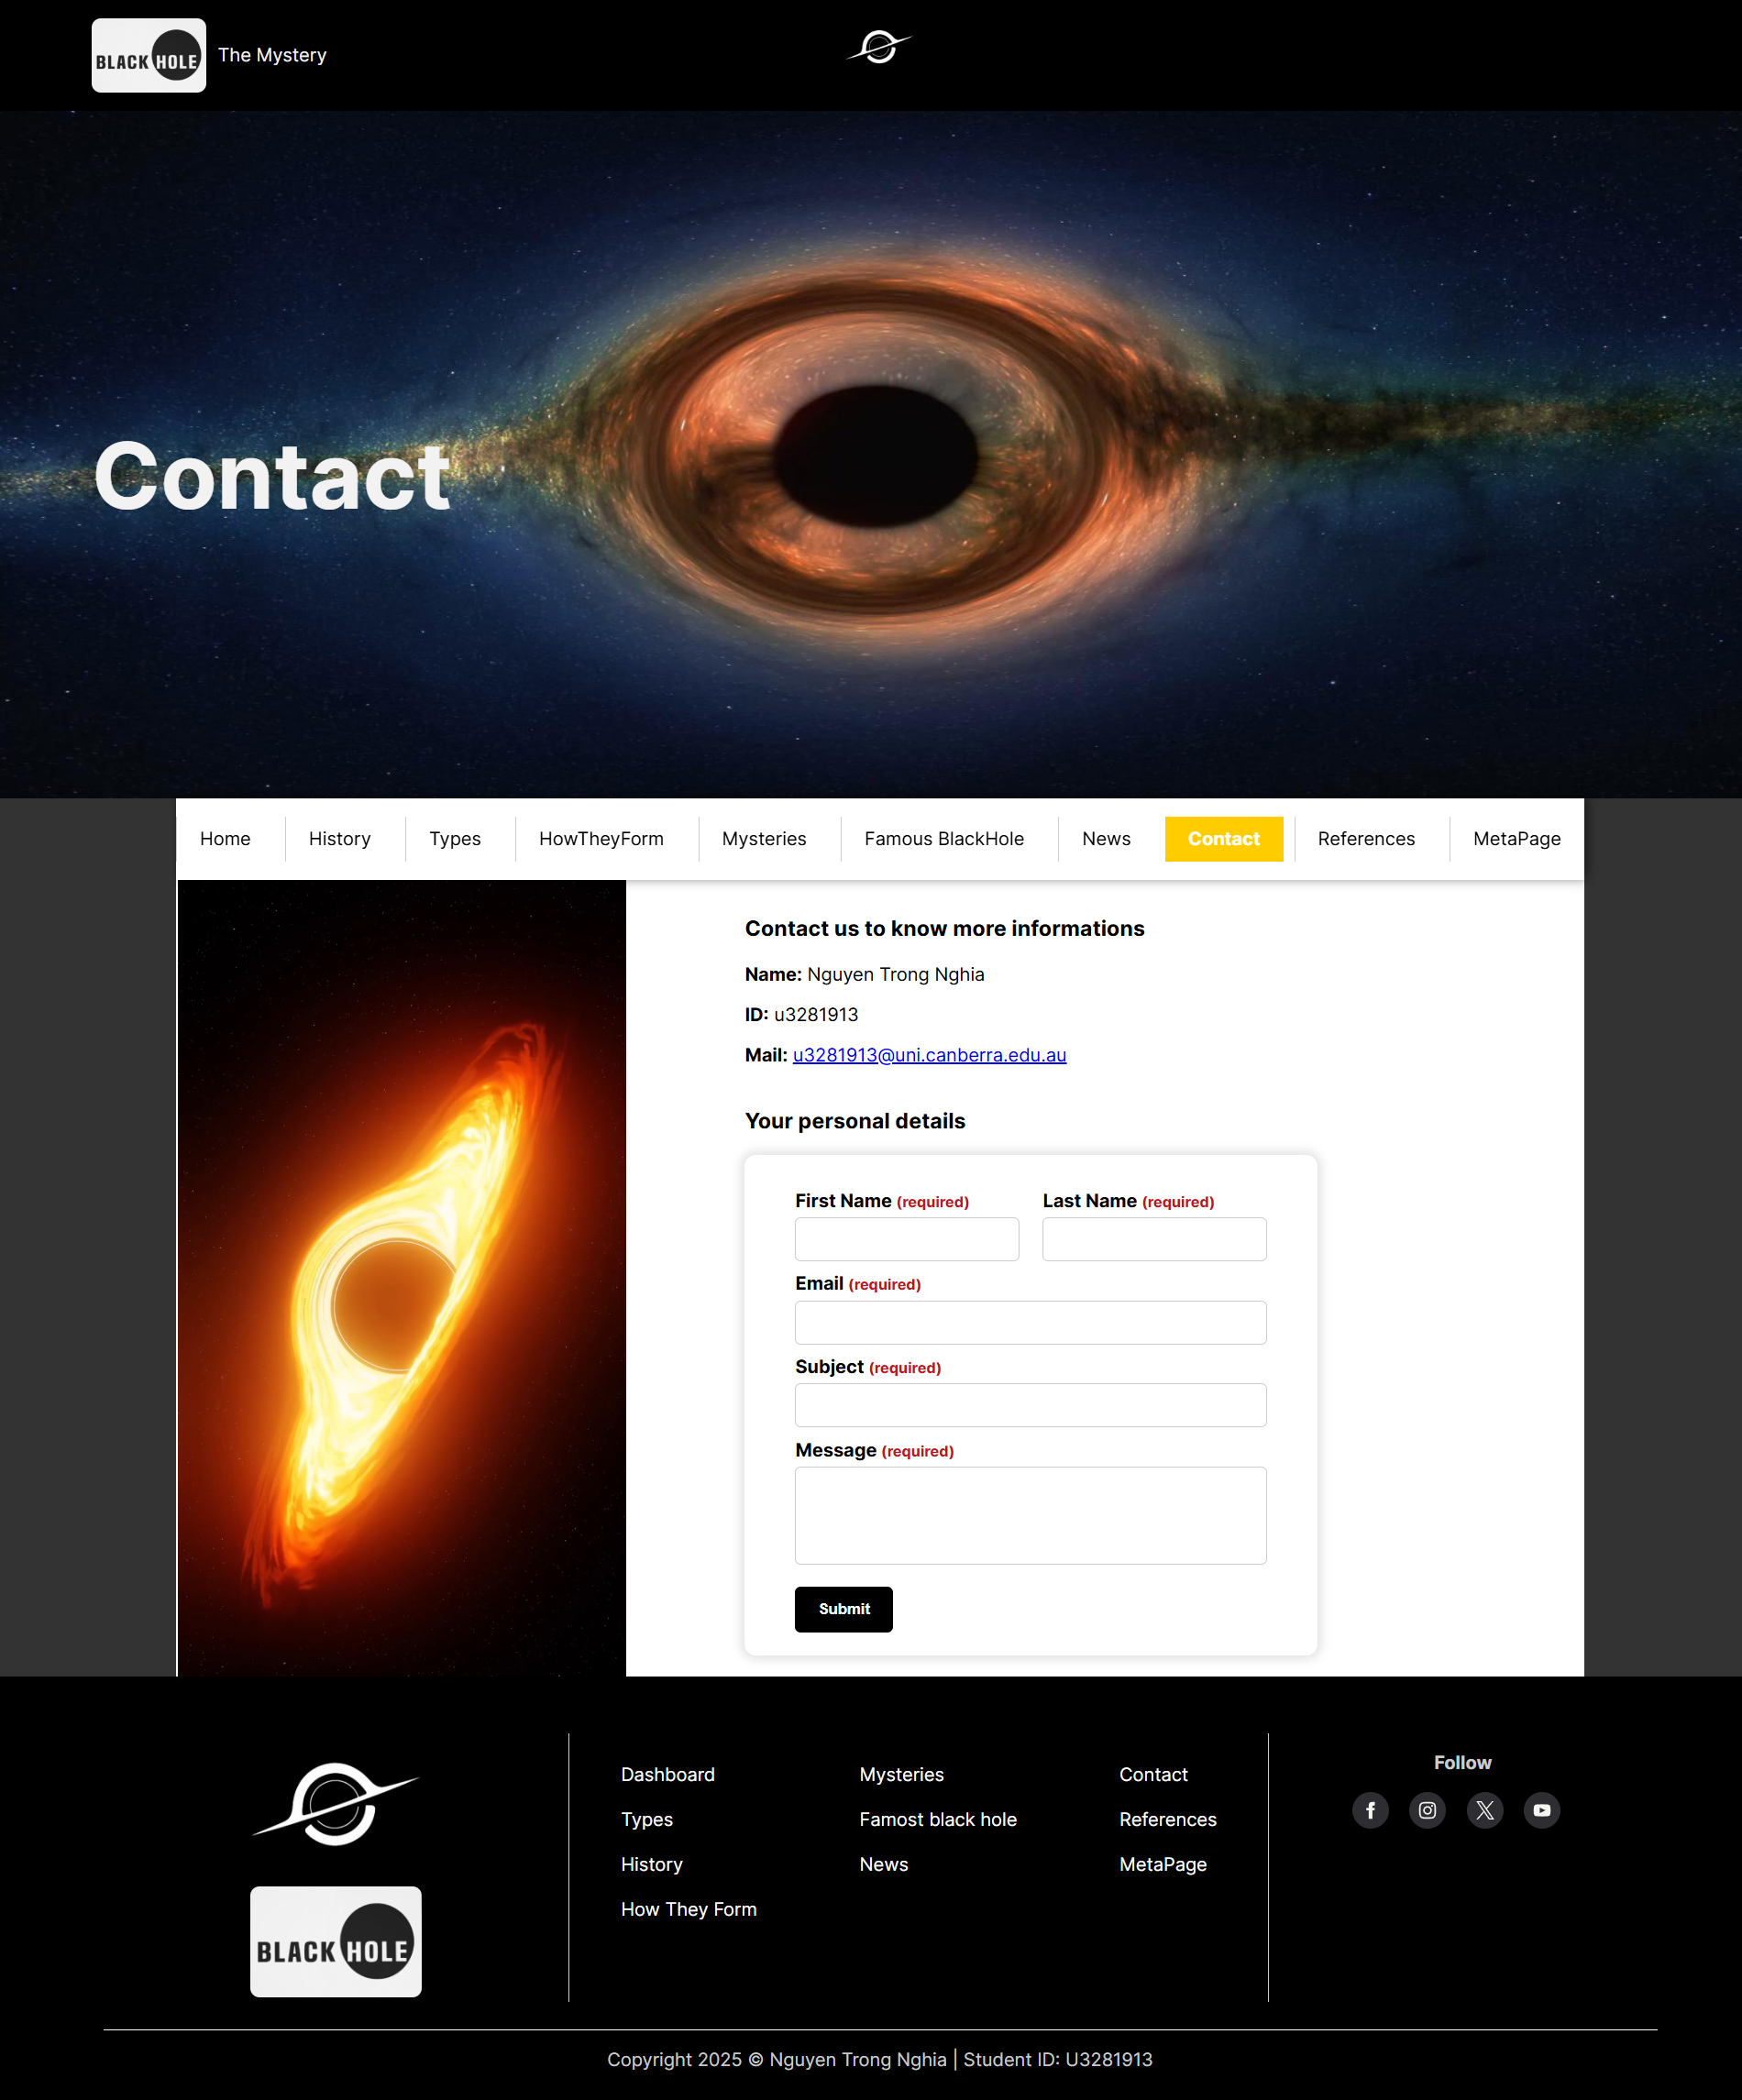 BLACK HOLE The Mystery
Contact
Home History Types HowTheyForm Mysteries Famous BlackHole News Contact References MetaPage
Contact us to know more informations
Name: Nguyen Trong Nghia
ID: u3281913
Mail: u3281913@uni.canberra.edu.au
Your personal details
First Name (required) Last Name (required)
Email (required)
Subject (required)
Message (required)
Submit
Dashboard Mysteries Contact
Types Famost black hole References
History News MetaPage
How They Form
Follow
BLACK HOLE
Copyright 2025 © Nguyen Trong Nghia | Student ID: U3281913